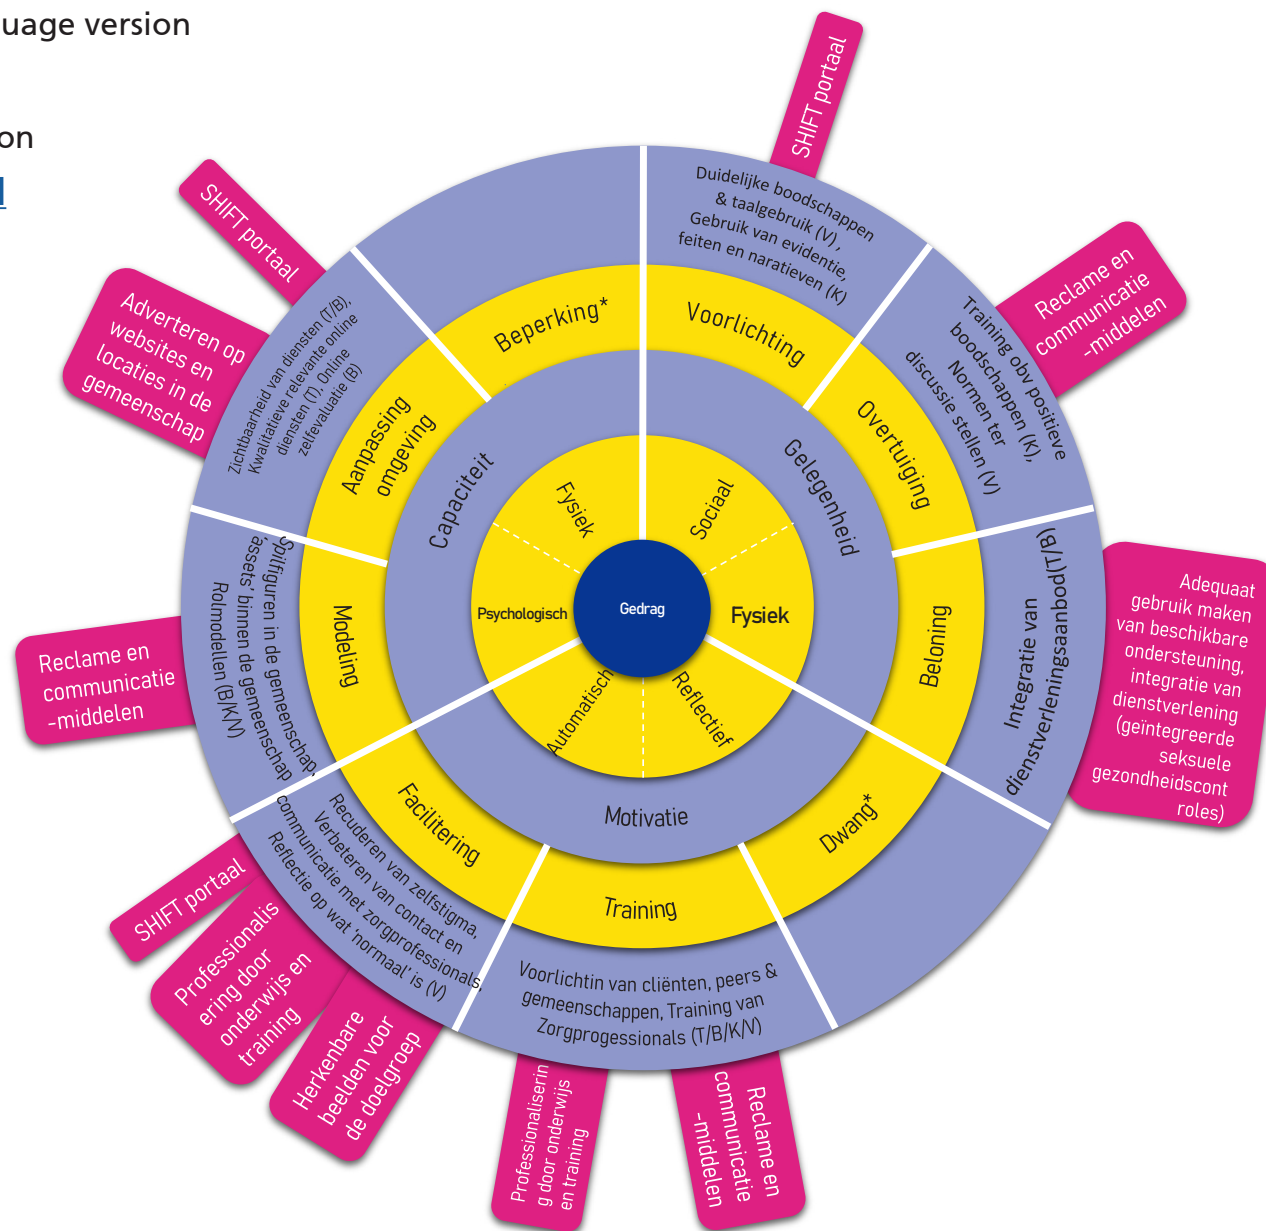 uage version
on
SHIFT portaal
Duidelijke boodschappen
& taalgebruik (V),
Gebruik van evidentie,
feiten en naratieven (K)
Reclame en
communicatie
-middelen
Training obv positieve
boodschappen (K),
Normen ter
discussie stellen (V)
Adequaat
gebruik maken
van beschikbare
ondersteuning,
integratie van
dienstverlening
(geïntegreerde
seksuele
gezondheidscont
roles)
Integratie van
dienstverleningsaanbod(T/B)
SHIFT portaal
Adverteren op
websites en
locaties in de
gemeenschap
Zichtbaarheid van diensten (T/B),
Kwalitatieve relevante online
diensten (T), Online
zelfevaluatie (B)
Reclame en
communicatie
-middelen
Spilfiguren in de gemeenschap,
'assets' binnen de gemeenschap
Rolmodellen (B/K/V)
SHIFT portaal
Professionalis
ering door
onderwijs en
training
Herkenbare
beelden voor
de doelgroep
Recuderen van zelfstigma,
Verbeteren van contact en
communicatie met zorgprofessionals,
Reflectie op wat 'normaal' is (V)
Voorlichtin van cliënten, peers &
gemeenschappen, Training van
Zorgprogessionals (T/B/K/V)
Professionaliserin
g door onderwijs
en training
Reclame en
communicatie
-middelen
Beperking*
Voorlichting
Overtuiging
Beloning
Dwang*
Training
Facilitering
Modeling
Aanpassing
omgeving
Capaciteit
Gelegenheid
Motivatie
Fysiek
Sociaal
Psychologisch
Gedrag
Fysiek
Automatisch
Reflectief